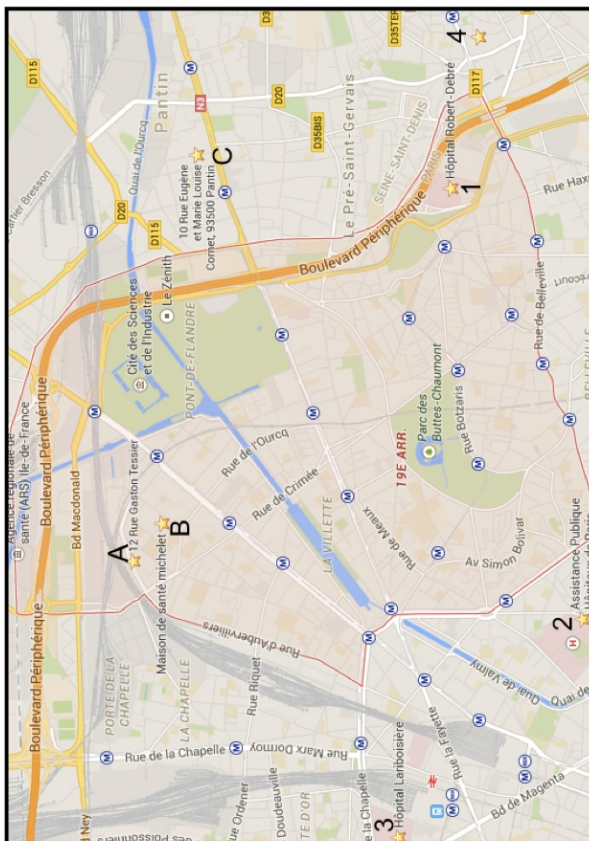 D115
Quai de l'Ourcq
Pantin
N3
D20
D35BIS
D35TER
4
Le Pré-Saint-Gervais
SEINE-SAINT-DENIS
PARIS
Hôpital Robert-Debré
D117
1
Rue Haxo
C
10 Rue Eugène
et Marie Louise
Cornet, 93500 Pantin
D20
D115
Boulevard Périphérique
Le Zénith
Cité des Sciences
et de l'Industrie
PONT-DE-FLANDRE
Rue de l'Ourcq
Rue de Crimée
LA VILLETTE
Rue de Meaux
19E ARR.
Parc des
Buttes-Chaumont
Rue Botzaris
Rue de Belleville
Av Simon Bolivar
Agence régionale de
santé (ARS) Ile-de-France
Boulevard Périphérique
Bd Macdonald
A
12 Rue Gaston Tessier
B
Maison de santé michelet
Rue d'Aubervilliers
PORTE DE LA
CHAPELLE
LA CHAPELLE
Rue Riquet
Boulevard Périphérique
Rue de la Chapelle
Rue Marx Dormoy
Quai de Valmy
Rue la Fayette
Bd de Magenta
2
Assistance Publique
H
3
Hôpital Lariboisière